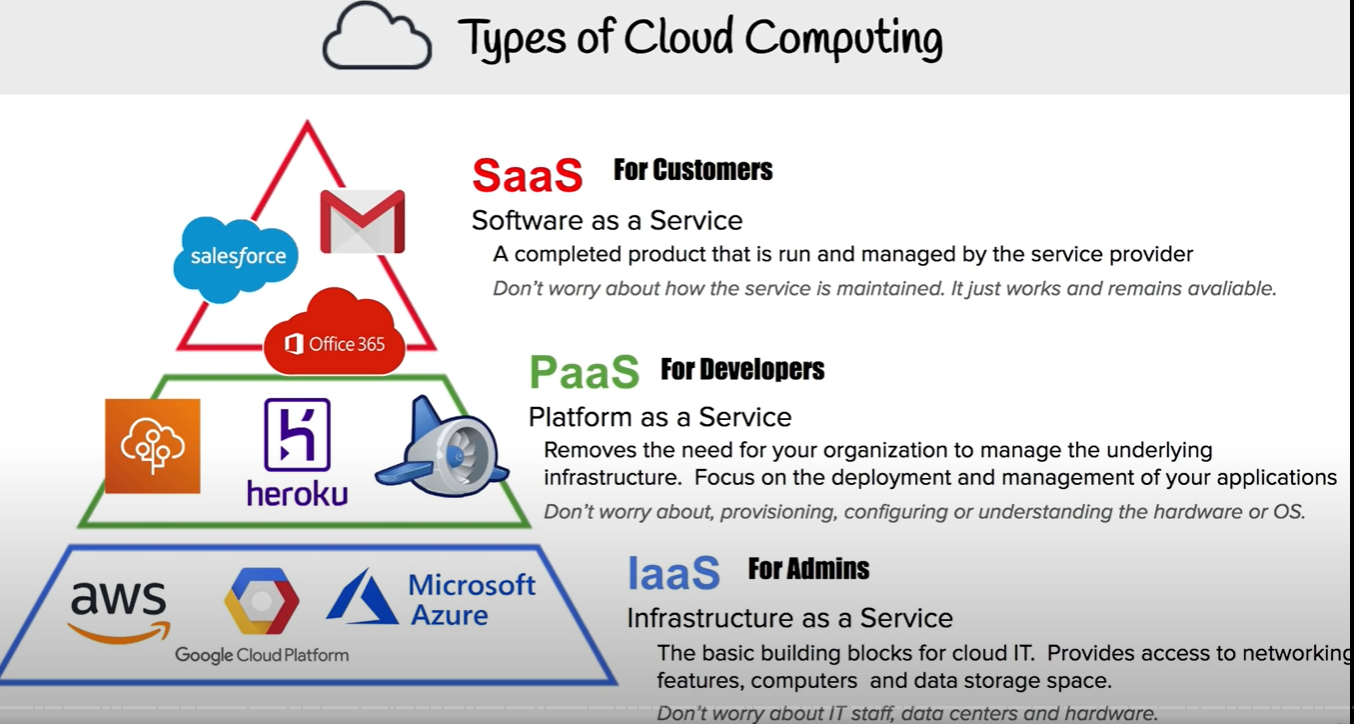 Types of Cloud Computing
SaaS For Customers
Software as a Service
A completed product that is run and managed by the service provider
Don't worry about how the service is maintained. It just works and remains avaliable.
salesforce
Office 365
PaaS For Developers
Platform as a Service
Removes the need for your organization to manage the underlying
infrastructure. Focus on the deployment and management of your applications
Don't worry about, provisioning, configuring or understanding the hardware or OS.
heroku
IaaS For Admins
Infrastructure as a Service
The basic building blocks for cloud IT. Provides access to networking
features, computers and data storage space.
Don't worry about IT staff, data centers and hardware.
aws
Google Cloud Platform
Microsoft
Azure